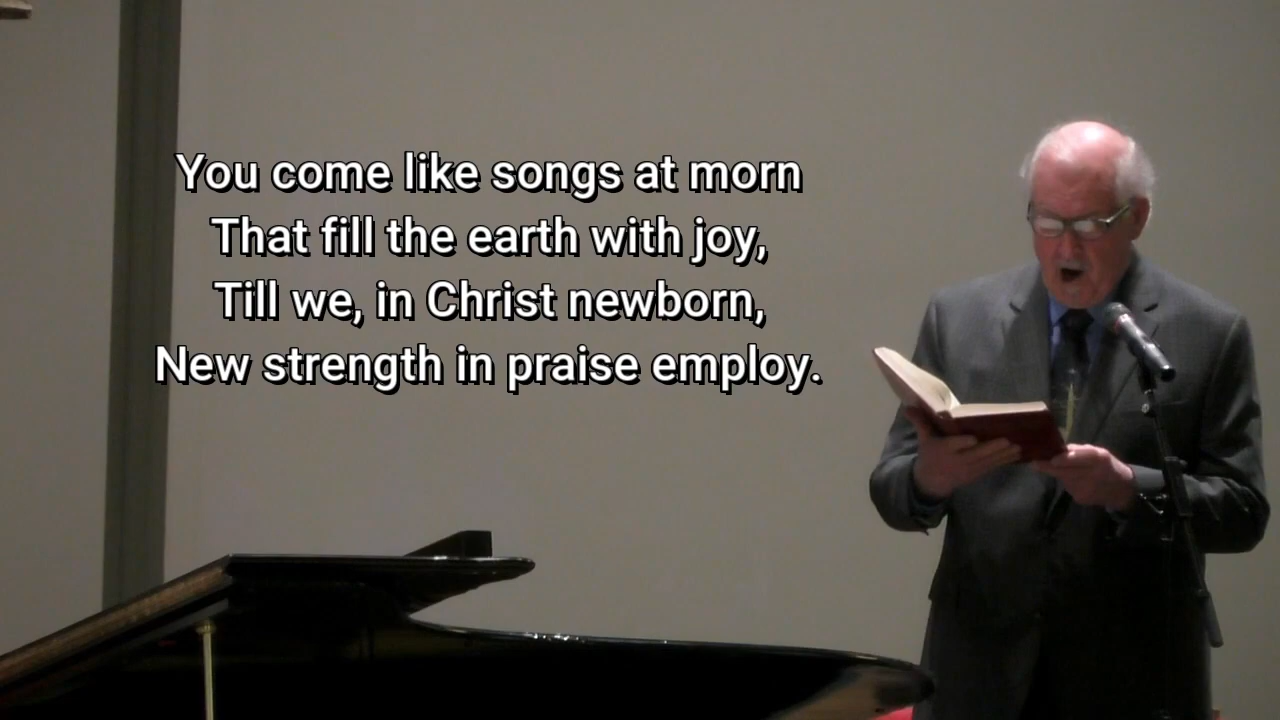 You come like songs at morn
That fill the earth with joy,
Till we, in Christ newborn,
New strength in praise employ.